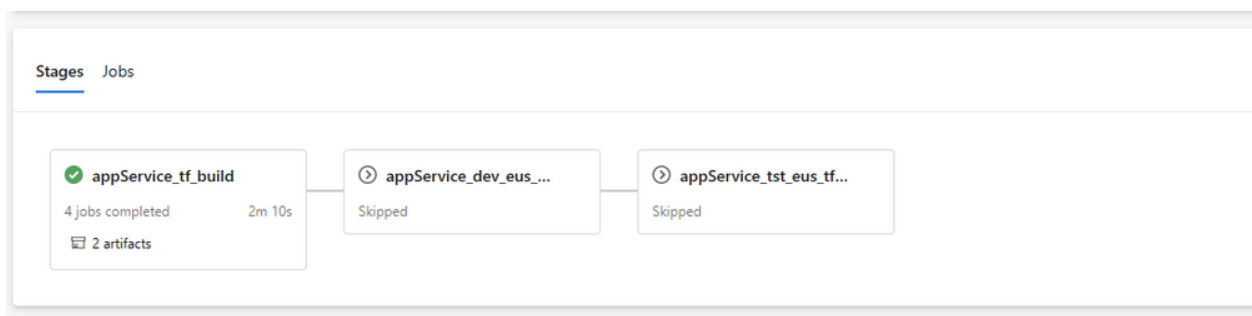 Stages Jobs
appService_tf_build
4 jobs completed 2m 10s
2 artifacts
appService_dev_eus_...
Skipped
appService_tst_eus_tf...
Skipped